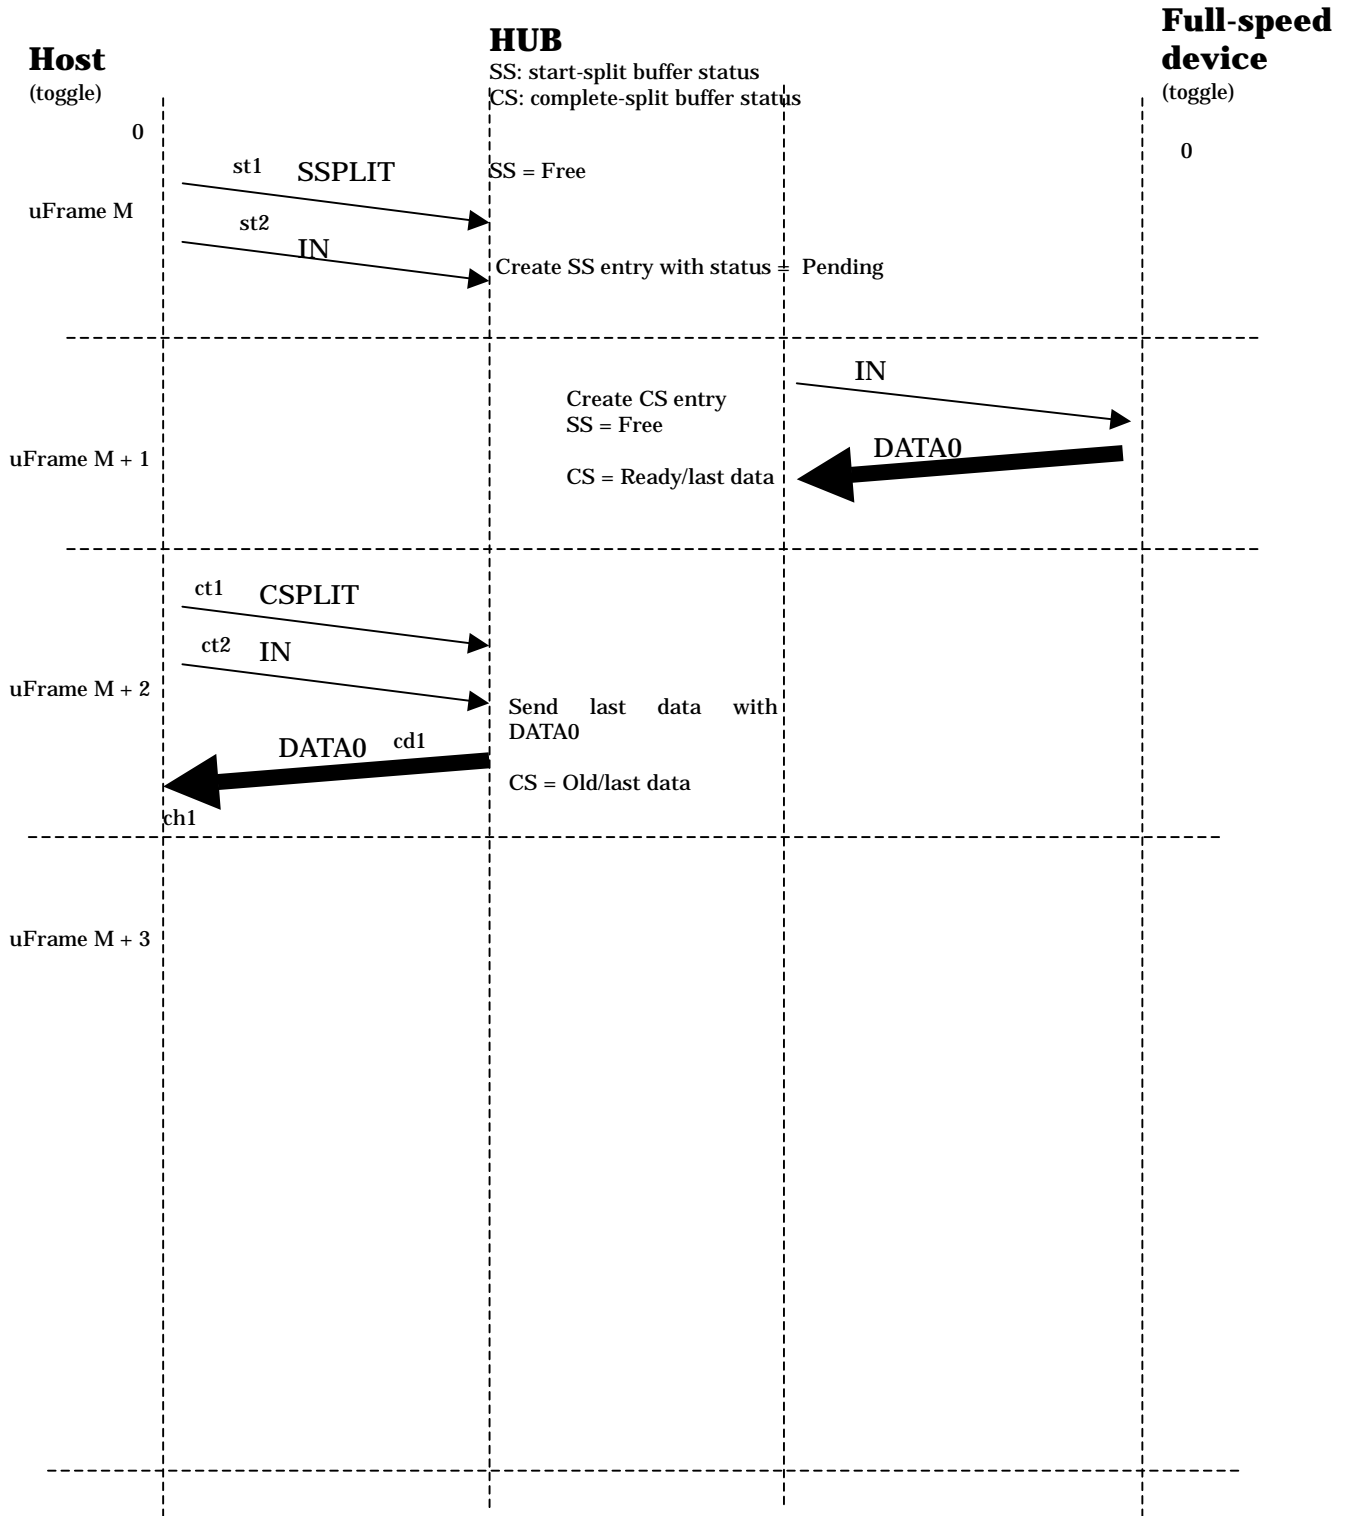 Host
(toggle)
HUB
SS: start-split buffer status
CS: complete-split buffer status
Full-speed
device
(toggle)
0
0
st1 SSPLIT
SS = Free
uFrame M
st2
IN
Create SS entry with status = Pending
IN
Create CS entry
SS = Free
DATA0
uFrame M + 1
CS = Ready/last data
ct1 CSPLIT
ct2 IN
uFrame M + 2
Send last data with
DATA0
DATA0 cd1
CS = Old/last data
ch1
uFrame M + 3